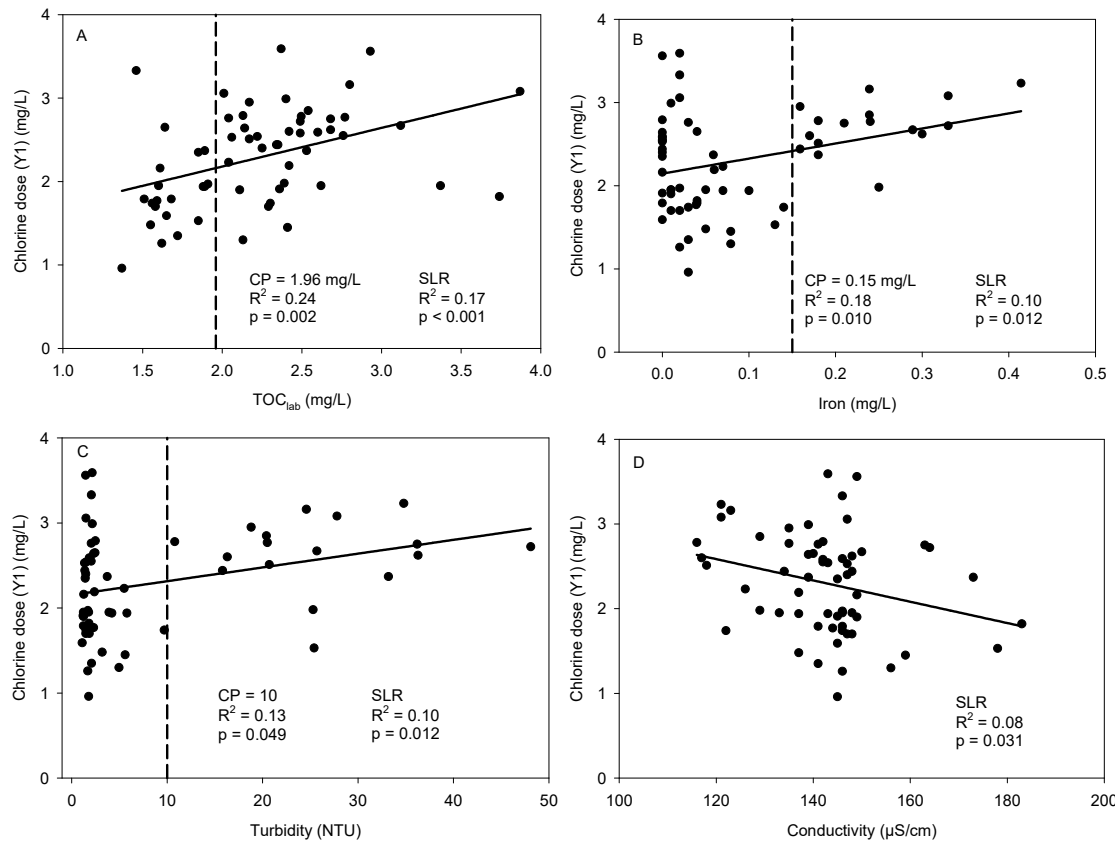 A
Chlorine dose (Y1) (mg/L)
4
3
2
1
0
CP = 1.96 mg/L
R² = 0.24
p = 0.002
SLR
R² = 0.17
p < 0.001
1.0 1.5 2.0 2.5 3.0 3.5 4.0
TOClab (mg/L)
B
Chlorine dose (Y1) (mg/L)
4
3
2
1
0
CP = 0.15 mg/L
R² = 0.18
p = 0.010
SLR
R² = 0.10
p = 0.012
0.0 0.1 0.2 0.3 0.4 0.5
Iron (mg/L)
C
Chlorine dose (Y1) (mg/L)
4
3
2
1
0
CP = 10
R² = 0.13
p = 0.049
SLR
R² = 0.10
p = 0.012
0 10 20 30 40 50
Turbidity (NTU)
D
Chlorine dose (Y1) (mg/L)
4
3
2
1
0
SLR
R² = 0.08
p = 0.031
100 120 140 160 180 200
Conductivity (µS/cm)